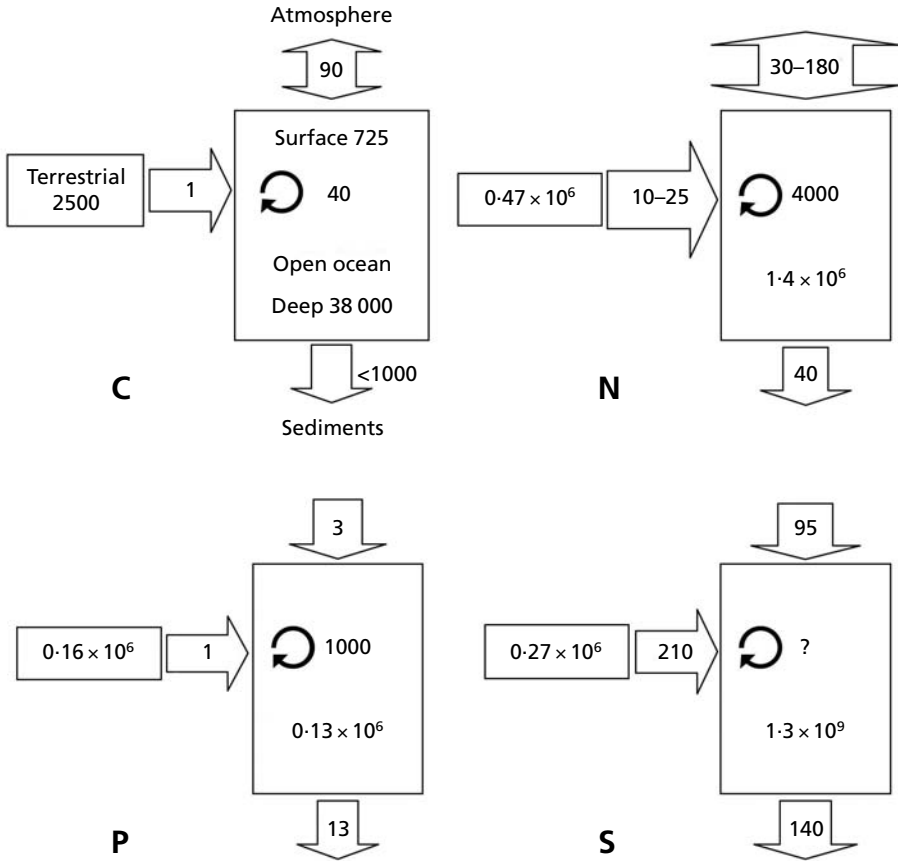 Atmosphere
90
Surface 725
Terrestrial
2500
1
40
Open ocean
Deep 38 000
<1000
C
Sediments
30–180
0·47 × 10⁶
10–25
4000
1·4 × 10⁶
40
N
3
0·16 × 10⁶
1
1000
0·13 × 10⁶
13
P
95
0·27 × 10⁶
210
?
1·3 × 10⁹
140
S